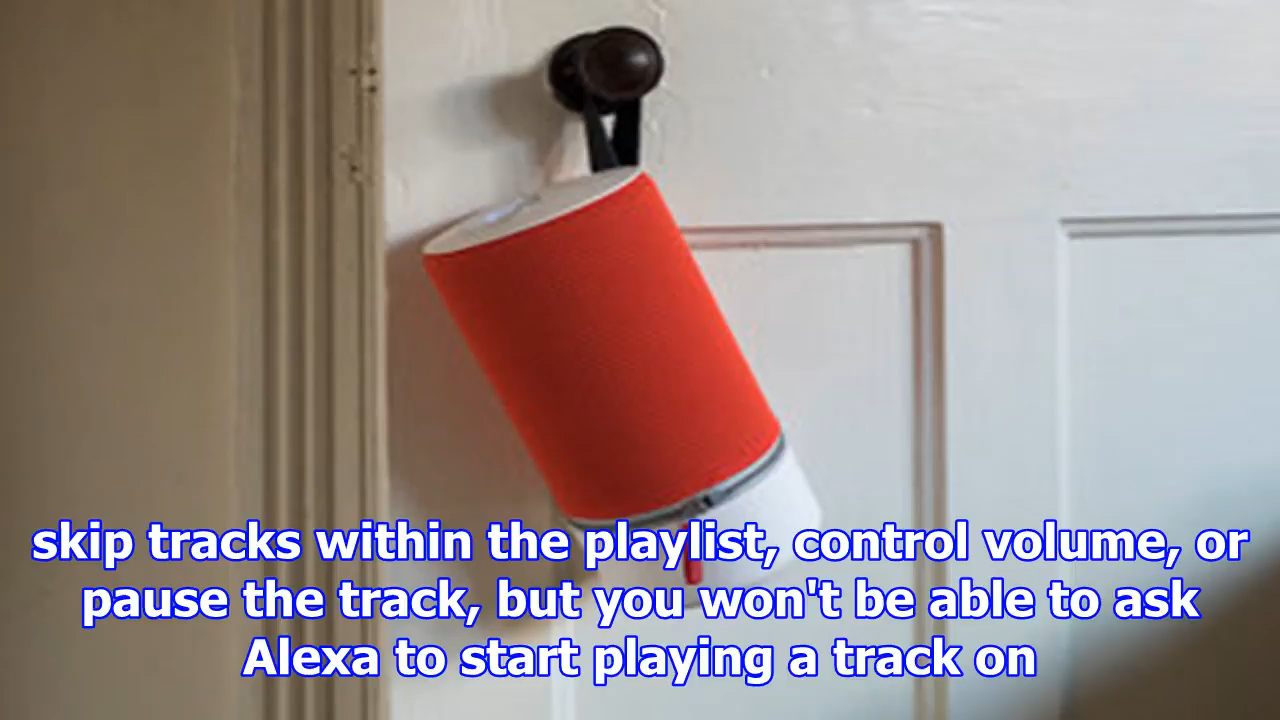 skip tracks within the playlist, control volume, or
pause the track, but you won't be able to ask
Alexa to start playing a track on